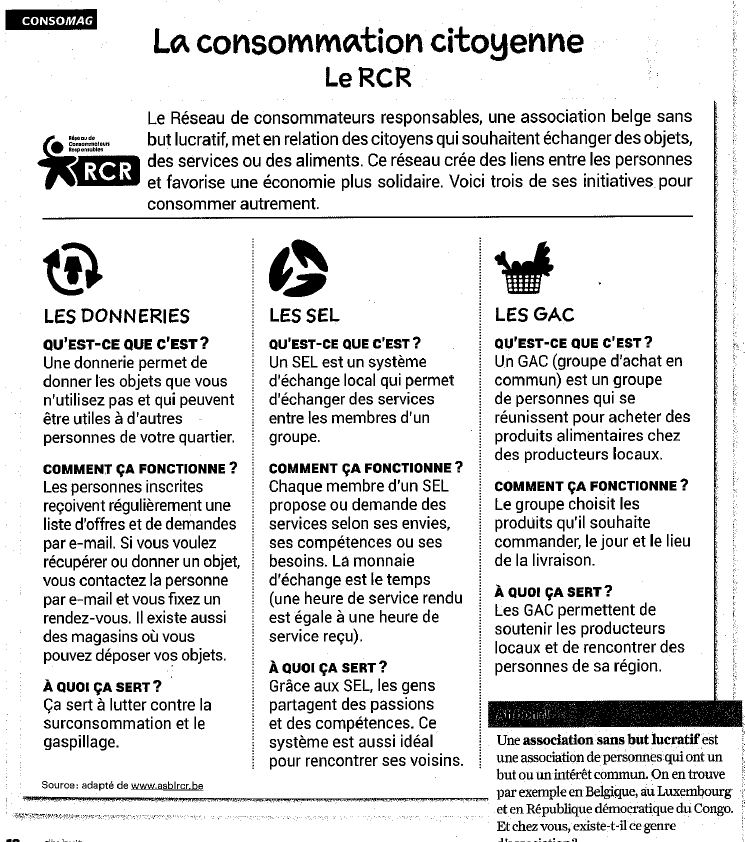 CONSOMAG
La consommation citoyenne
Le RCR
Réseau de
Consommateurs
Responsables
RCR
Le Réseau de consommateurs responsables, une association belge sans
but lucratif, met en relation des citoyens qui souhaitent échanger des objets,
des services ou des aliments. Ce réseau crée des liens entre les personnes
et favorise une économie plus solidaire. Voici trois de ses initiatives pour
consommer autrement.
LES DONNERIES
QU'EST-CE QUE C'EST ?
Une donnerie permet de
donner les objets que vous
n'utilisez pas et qui peuvent
être utiles à d'autres
personnes de votre quartier.
COMMENT ÇA FONCTIONNE ?
Les personnes inscrites
reçoivent régulièrement une
liste d'offres et de demandes
par e-mail. Si vous voulez
récupérer ou donner un objet,
vous contactez la personne
par e-mail et vous fixez un
rendez-vous. Il existe aussi
des magasins où vous
pouvez déposer vos objets.
À QUOI ÇA SERT ?
Ça sert à lutter contre la
surconsommation et le
gaspillage.
Source : adapté de www.asblrcr.be
LES SEL
QU'EST-CE QUE C'EST ?
Un SEL est un système
d'échange local qui permet
d'échanger des services
entre les membres d'un
groupe.
COMMENT ÇA FONCTIONNE ?
Chaque membre d'un SEL
propose ou demande des
services selon ses envies,
ses compétences ou ses
besoins. La monnaie
d'échange est le temps
(une heure de service rendu
est égale à une heure de
service reçu).
À QUOI ÇA SERT ?
Grâce aux SEL, les gens
partagent des passions
et des compétences. Ce
système est aussi idéal
pour rencontrer ses voisins.
LES GAC
QU'EST-CE QUE C'EST ?
Un GAC (groupe d'achat en
commun) est un groupe
de personnes qui se
réunissent pour acheter des
produits alimentaires chez
des producteurs locaux.
COMMENT ÇA FONCTIONNE ?
Le groupe choisit les
produits qu'il souhaite
commander, le jour et le lieu
de la livraison.
À QUOI ÇA SERT ?
Les GAC permettent de
soutenir les producteurs
locaux et de rencontrer des
personnes de sa région.
Une association sans but lucratif est
une association de personnes qui ont un
but ou un intérêt commun. On en trouve
par exemple en Belgique, au Luxembourg
et en République démocratique du Congo.
Et chez vous, existe-t-il ce genre